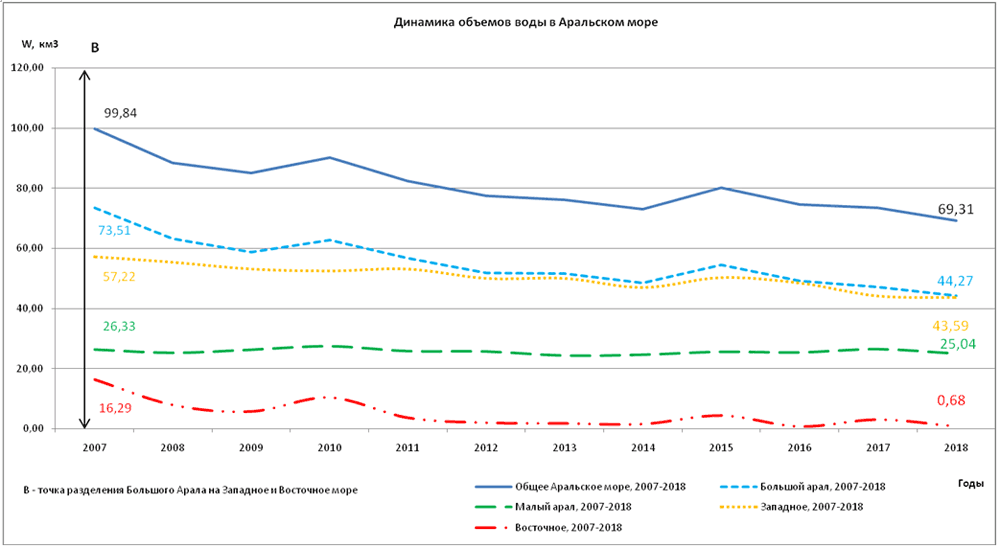 Динамика объемов воды в Аральском море
W, км3
В
120,00
100,00
80,00
60,00
40,00
20,00
0,00
99,84
73,51
57,22
26,33
16,29
69,31
44,27
43,59
25,04
0,68
2007 2008 2009 2010 2011 2012 2013 2014 2015 2016 2017 2018
В - точка разделения Большого Арала на Западное и Восточное море
Годы
Общее Аральское море, 2007-2018
Большой арал, 2007-2018
Малый арал, 2007-2018
Западное, 2007-2018
Восточное, 2007-2018